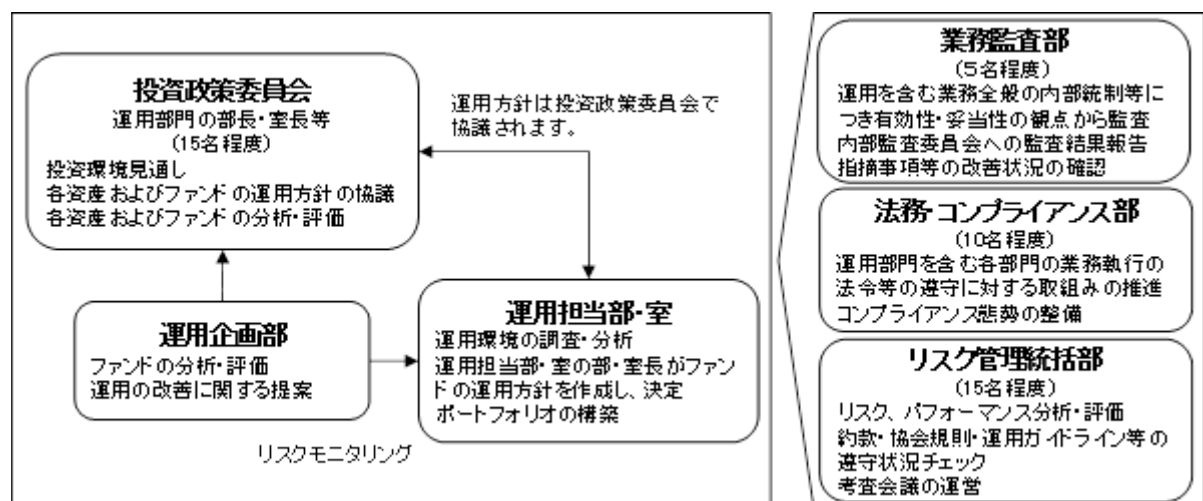 投資政策委員会
運用部門の部長・室長等
(15名程度)
投資環境見通し
各資産およびファンドの運用方針の協議
各資産およびファンドの分析・評価
運用方針は投資政策委員会で
協議されます。
運用企画部
ファンドの分析・評価
運用の改善に関する提案
運用担当部・室
運用環境の調査・分析
運用担当部・室の部・室長がファン
ドの運用方針を作成し、決定
ポートフォリオの構築
リスクモニタリング
業務監査部
(5名程度)
運用を含む業務全般の内部統制等に
つき有効性・妥当性の観点から監査
内部監査委員会への監査結果報告
指摘事項等の改善状況の確認
法務・コンプライアンス部
(10名程度)
運用部門を含む各部門の業務執行の
法令等の遵守に対する取組みの推進
コンプライアンス態勢の整備
リスク管理統括部
(15名程度)
リスク、パフォーマンス分析・評価
約款・協会規則・運用ガイドライン等の
遵守状況チェック
考査会議の運営